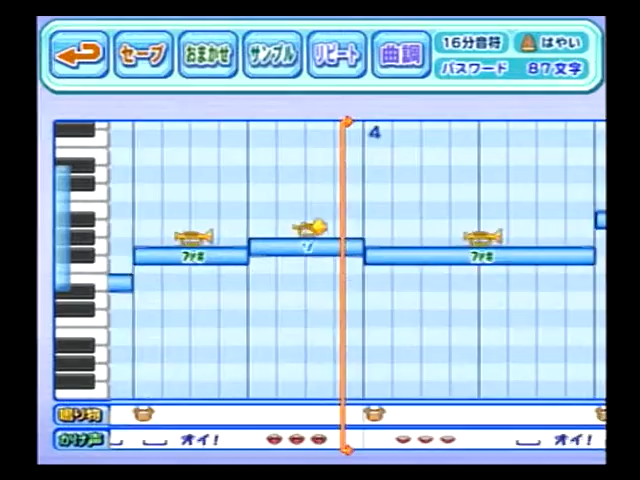 セーブ おまかせ サンプル リピート 曲調
16分音符 はやい
パスワード 87文字
4
ファ# ソ ファ#
鳴り物
かけ声 オイ! オイ!